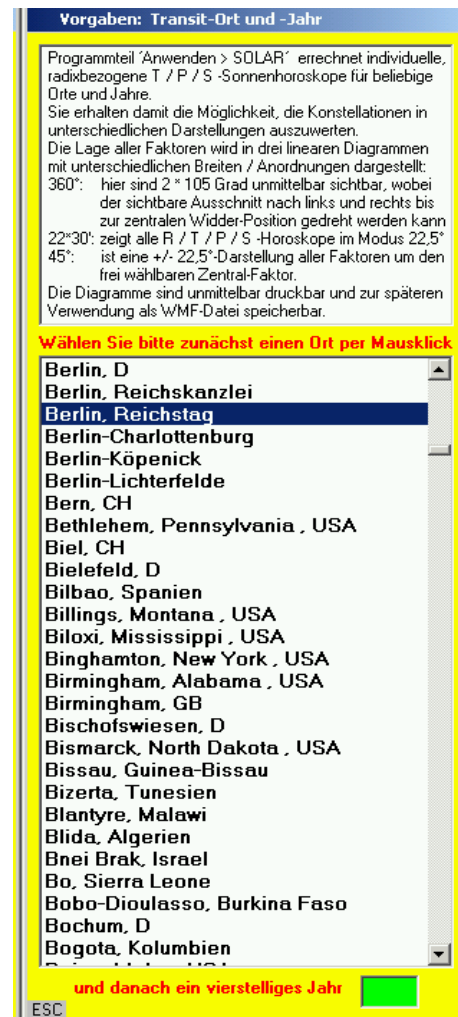 Vorgaben: Transit-Ort und -Jahr
Programmteil ´Anwenden > SOLAR´ errechnet individuelle,
radixbezogene T / P / S -Sonnenhoroskope für beliebige
Orte und Jahre.
Sie erhalten damit die Möglichkeit, die Konstellationen in
unterschiedlichen Darstellungen auszuwerten.
Die Lage aller Faktoren wird in drei linearen Diagrammen
mit unterschiedlichen Breiten / Anordnungen dargestellt:
360°: hier sind 2 * 105 Grad unmittelbar sichtbar, wobei
der sichtbare Ausschnitt nach links und rechts bis
zur zentralen Widder-Position gedreht werden kann
22°30': zeigt alle R / T / P / S -Horoskope im Modus 22,5°
45°: ist eine +/- 22,5°-Darstellung aller Faktoren um den
frei wählbaren Zentral-Faktor.
Die Diagramme sind unmittelbar druckbar und zur späteren
Verwendung als WMF-Datei speicherbar.
Wählen Sie bitte zunächst einen Ort per Mausklick
Berlin, D
Berlin, Reichskanzlei
Berlin, Reichstag
Berlin-Charlottenburg
Berlin-Köpenick
Berlin-Lichterfelde
Bern, CH
Bethlehem, Pennsylvania , USA
Biel, CH
Bielefeld, D
Bilbao, Spanien
Billings, Montana , USA
Biloxi, Mississippi , USA
Binghamton, New York , USA
Birmingham, Alabama , USA
Birmingham, GB
Bischofswiesen, D
Bismarck, North Dakota , USA
Bissau, Guinea-Bissau
Bizerta, Tunesien
Blantyre, Malawi
Blida, Algerien
Bnei Brak, Israel
Bo, Sierra Leone
Bobo-Dioulasso, Burkina Faso
Bochum, D
Bogota, Kolumbien
und danach ein vierstelliges Jahr
ESC